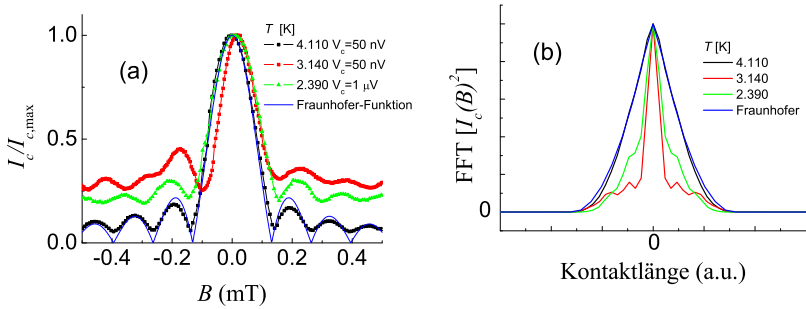 (a)
T [K]
4.110 V_c=50 nV
3.140 V_c=50 nV
2.390 V_c=1 μV
Fraunhofer-Funktion
I_c/I_c,max
1.0
0.5
0.0
-0.4 -0.2 0.0 0.2 0.4
B (mT)
(b)
T [K]
4.110
3.140
2.390
Fraunhofer
FFT [I_c(B)^2]
0
0
Kontaktlänge (a.u.)